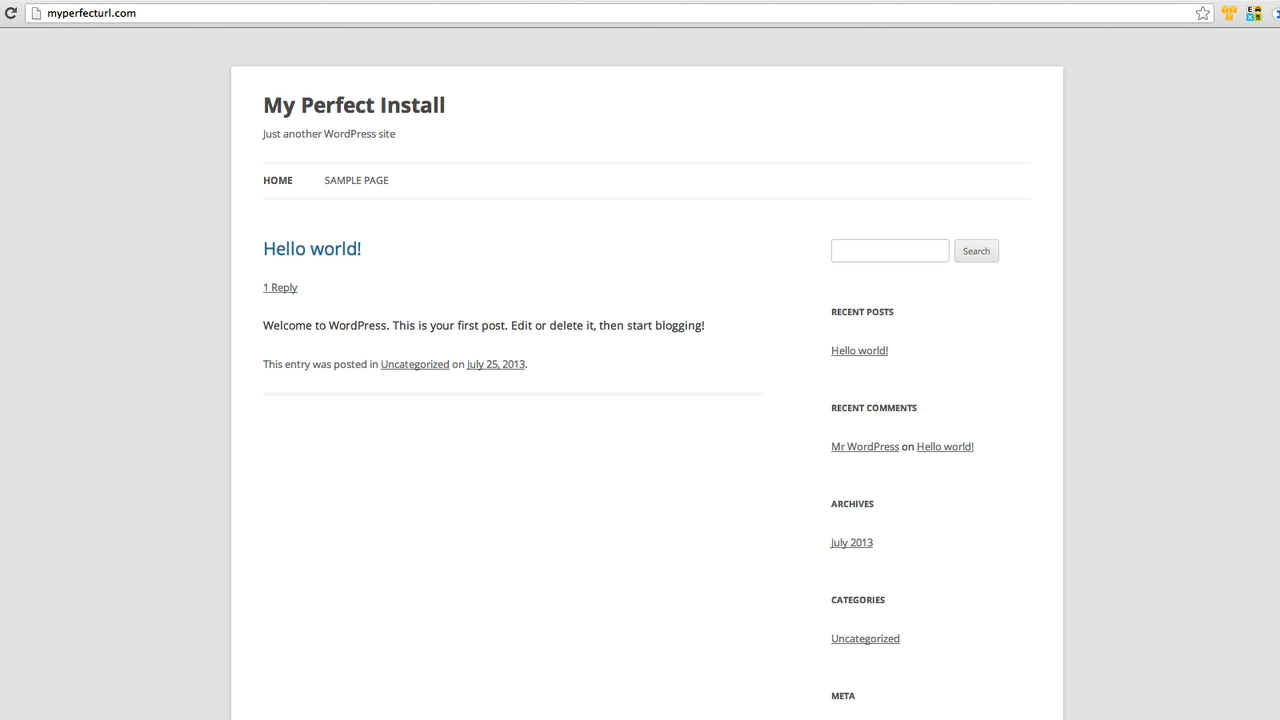 myperfecturl.com
My Perfect Install
Just another WordPress site
HOME SAMPLE PAGE
Hello world!
1 Reply
Welcome to WordPress. This is your first post. Edit or delete it, then start blogging!
This entry was posted in Uncategorized on July 25, 2013.
Search
RECENT POSTS
Hello world!
RECENT COMMENTS
Mr WordPress on Hello world!
ARCHIVES
July 2013
CATEGORIES
Uncategorized
META